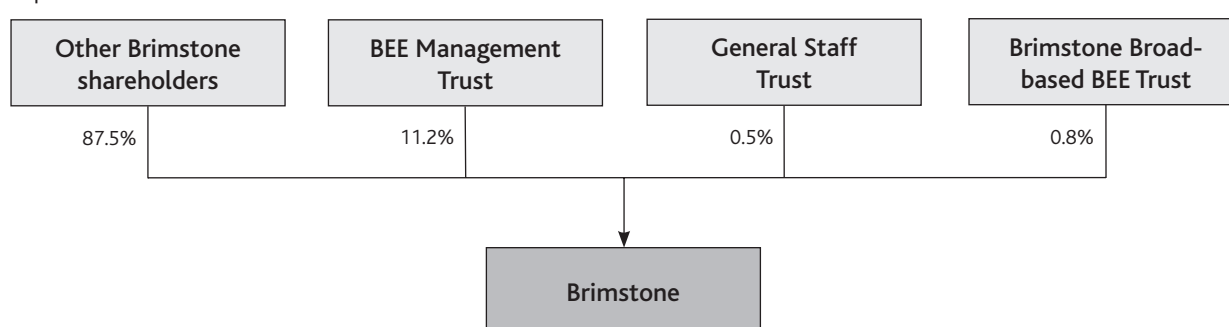 Other Brimstone
shareholders
BEE Management
Trust
General Staff
Trust
Brimstone Broad-
based BEE Trust
87.5%
11.2%
0.5%
0.8%
Brimstone